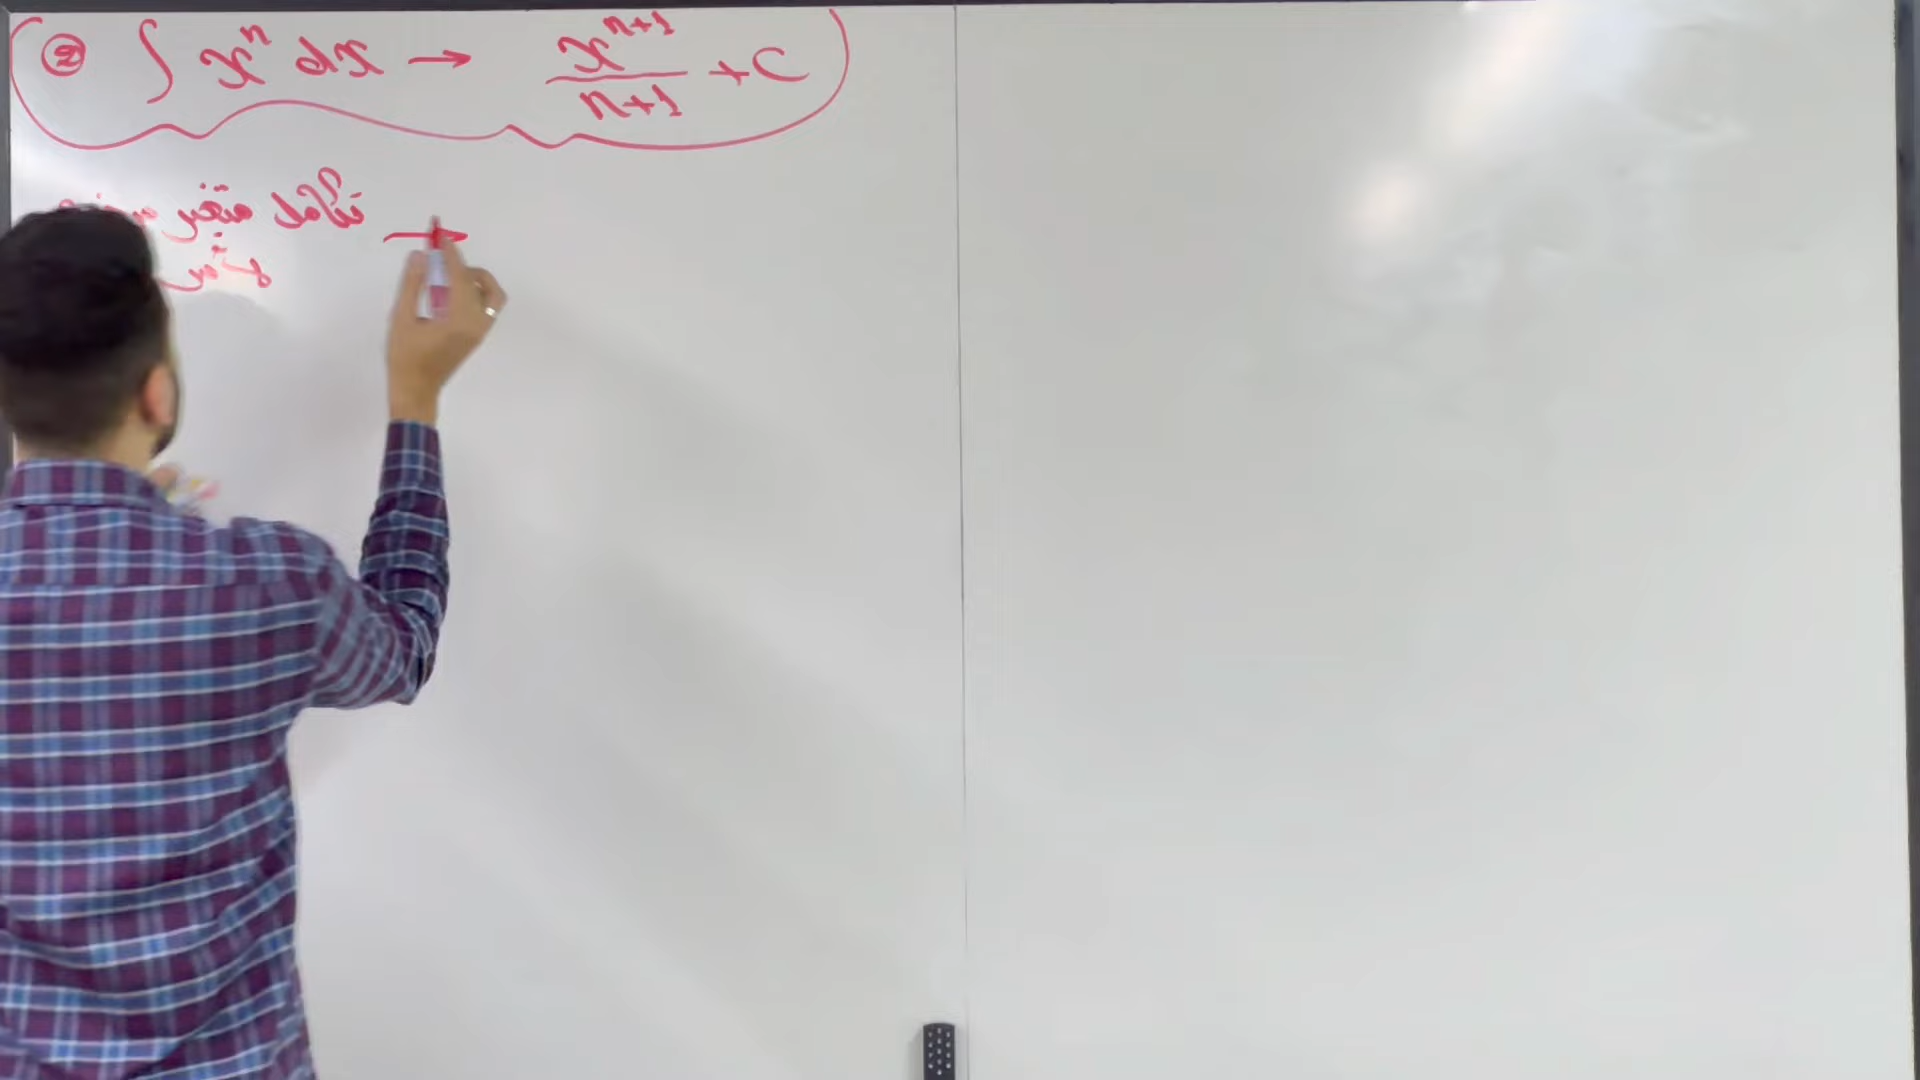 ② ∫ xⁿ dx → xⁿ⁺¹/n+1 + C
تكامل متغير →